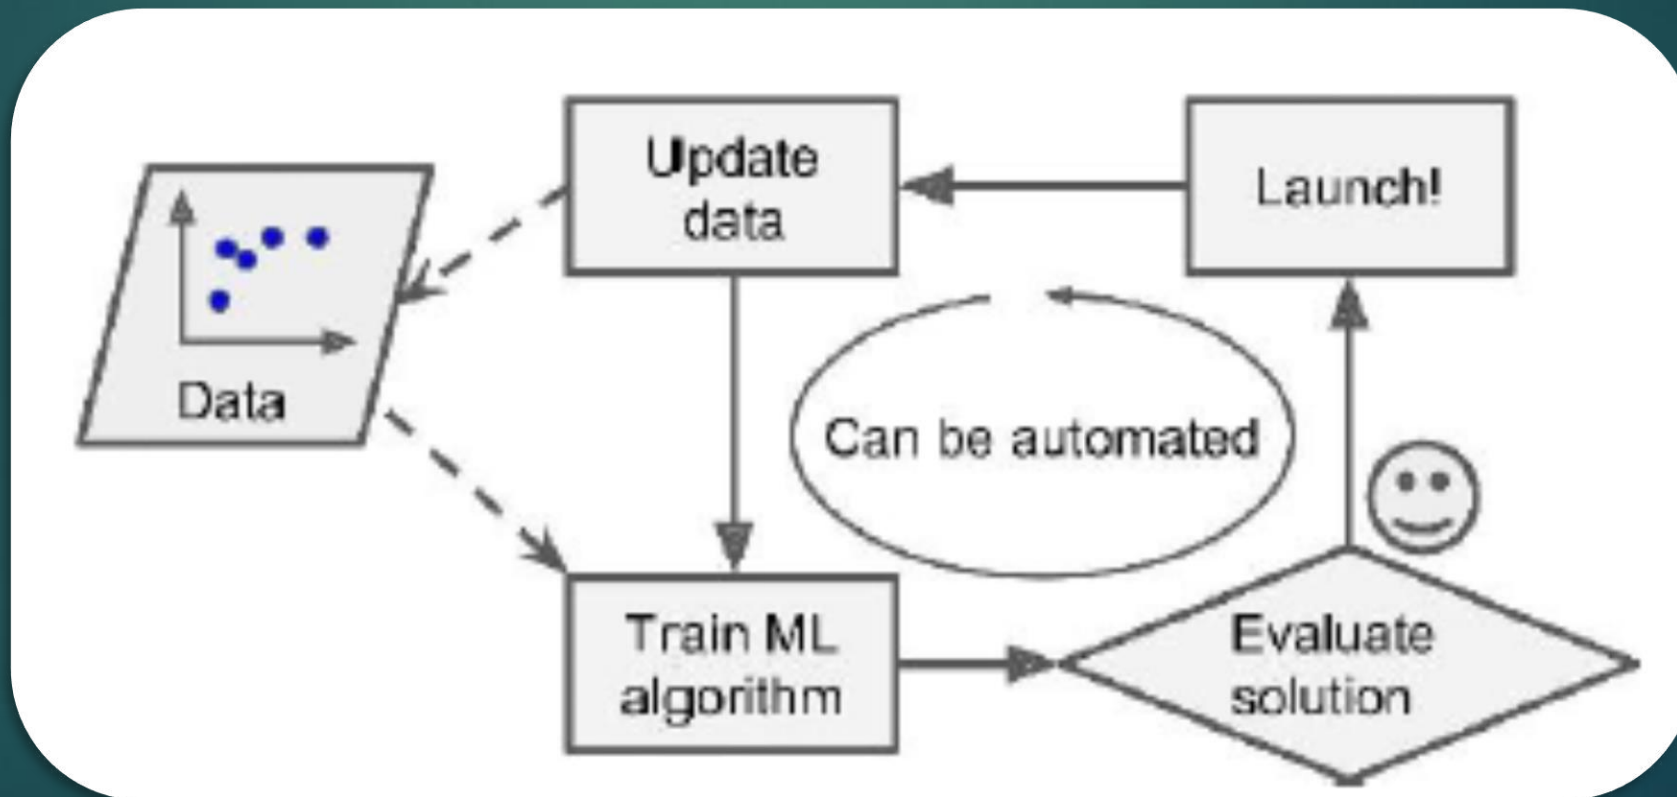 Update
data
Launch!
Data
Can be automated
Train ML
algorithm
Evaluate
solution